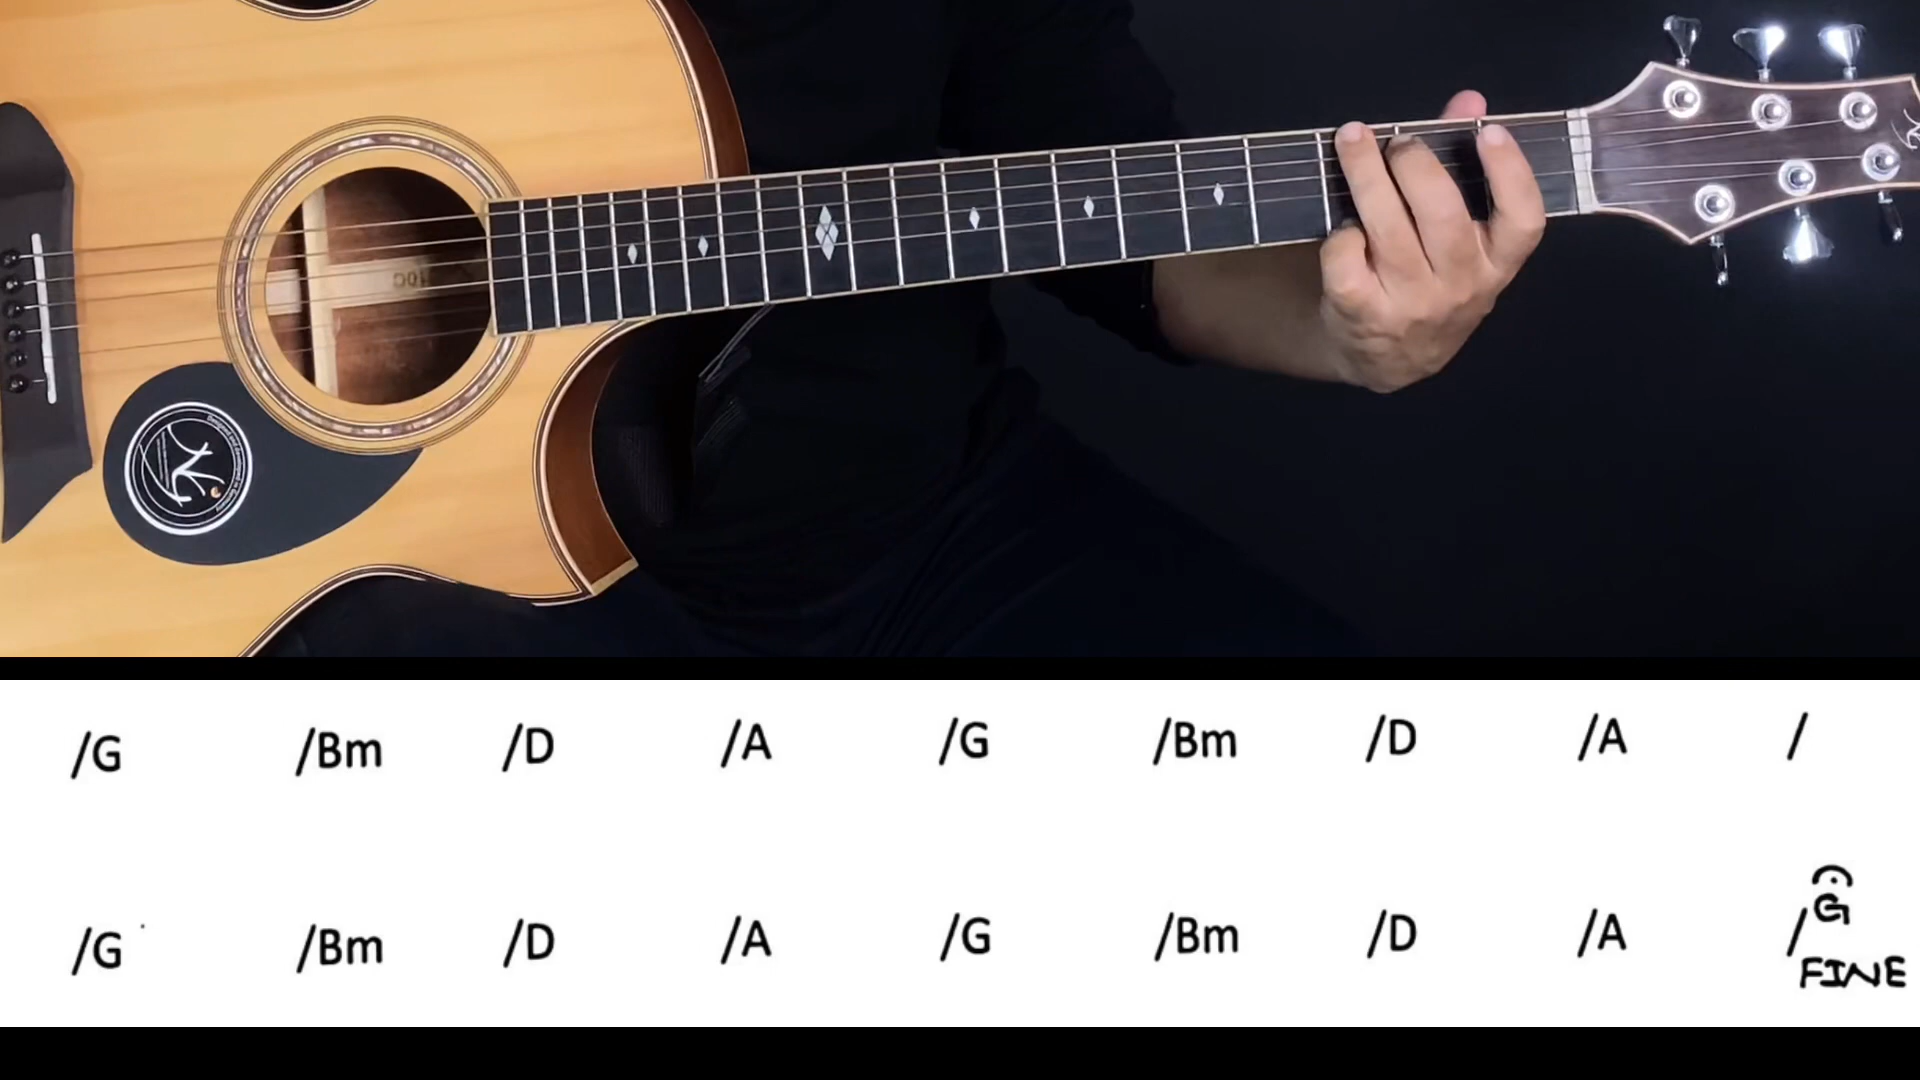 /G /Bm /D /A /G /Bm /D /A /
/G /Bm /D /A /G /Bm /D /A /G
FINE